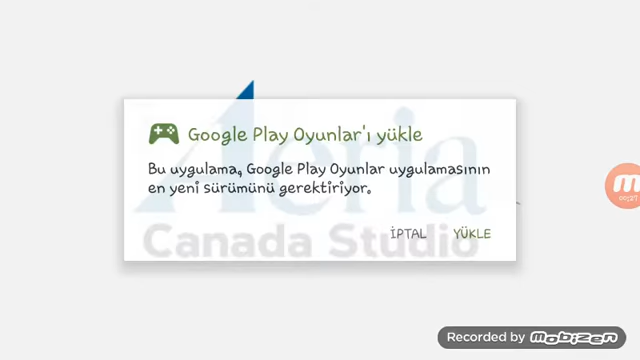 Google Play Oyunlar'ı yükle
Bu uygulama, Google Play Oyunlar uygulamasının
en yeni sürümünü gerektiriyor.
Aeria
İPTAL YÜKLE
Canada Studio
Recorded by mobizen